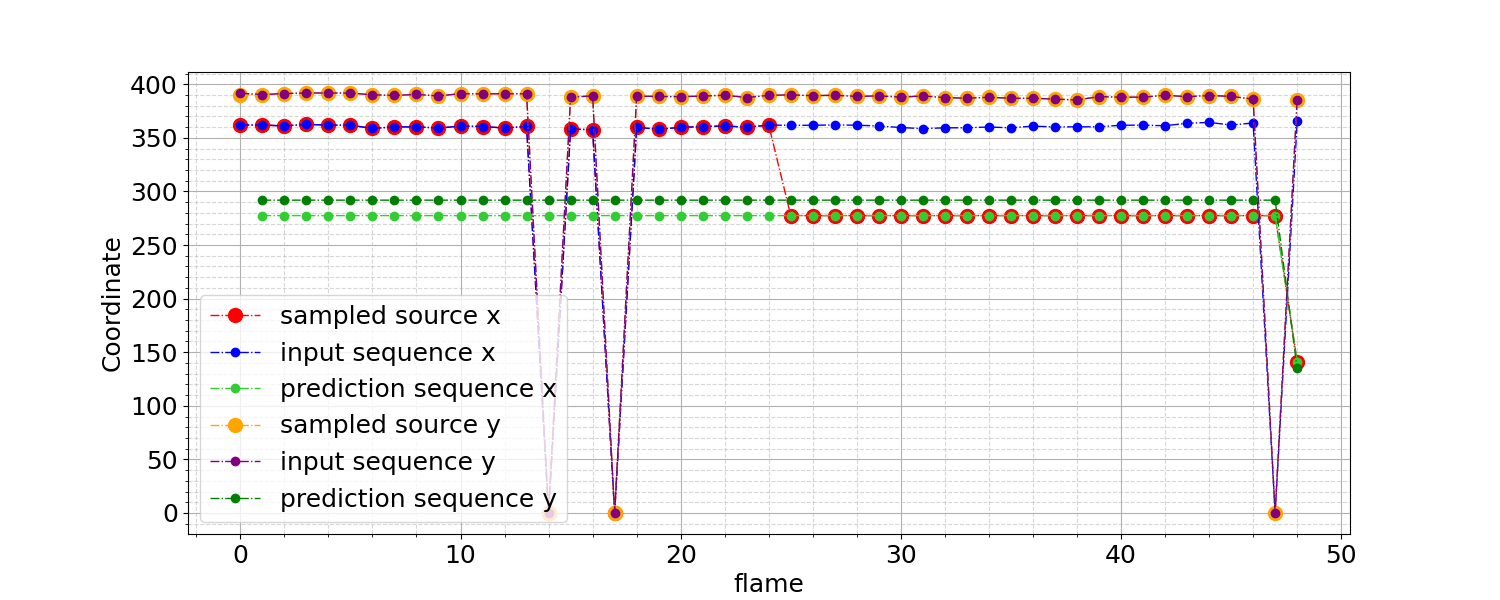 400
350
300
250
200
150
100
50
0
Coordinate
sampled source x
input sequence x
prediction sequence x
sampled source y
input sequence y
prediction sequence y
0 10 20 30 40 50
flame